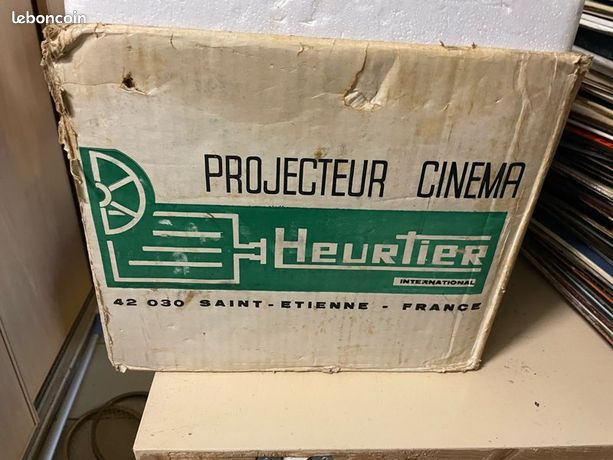 leboncoin
PROJECTEUR CINEMA
Heurtier
INTERNATIONAL
42 030 SAINT-ETIENNE - FRANCE